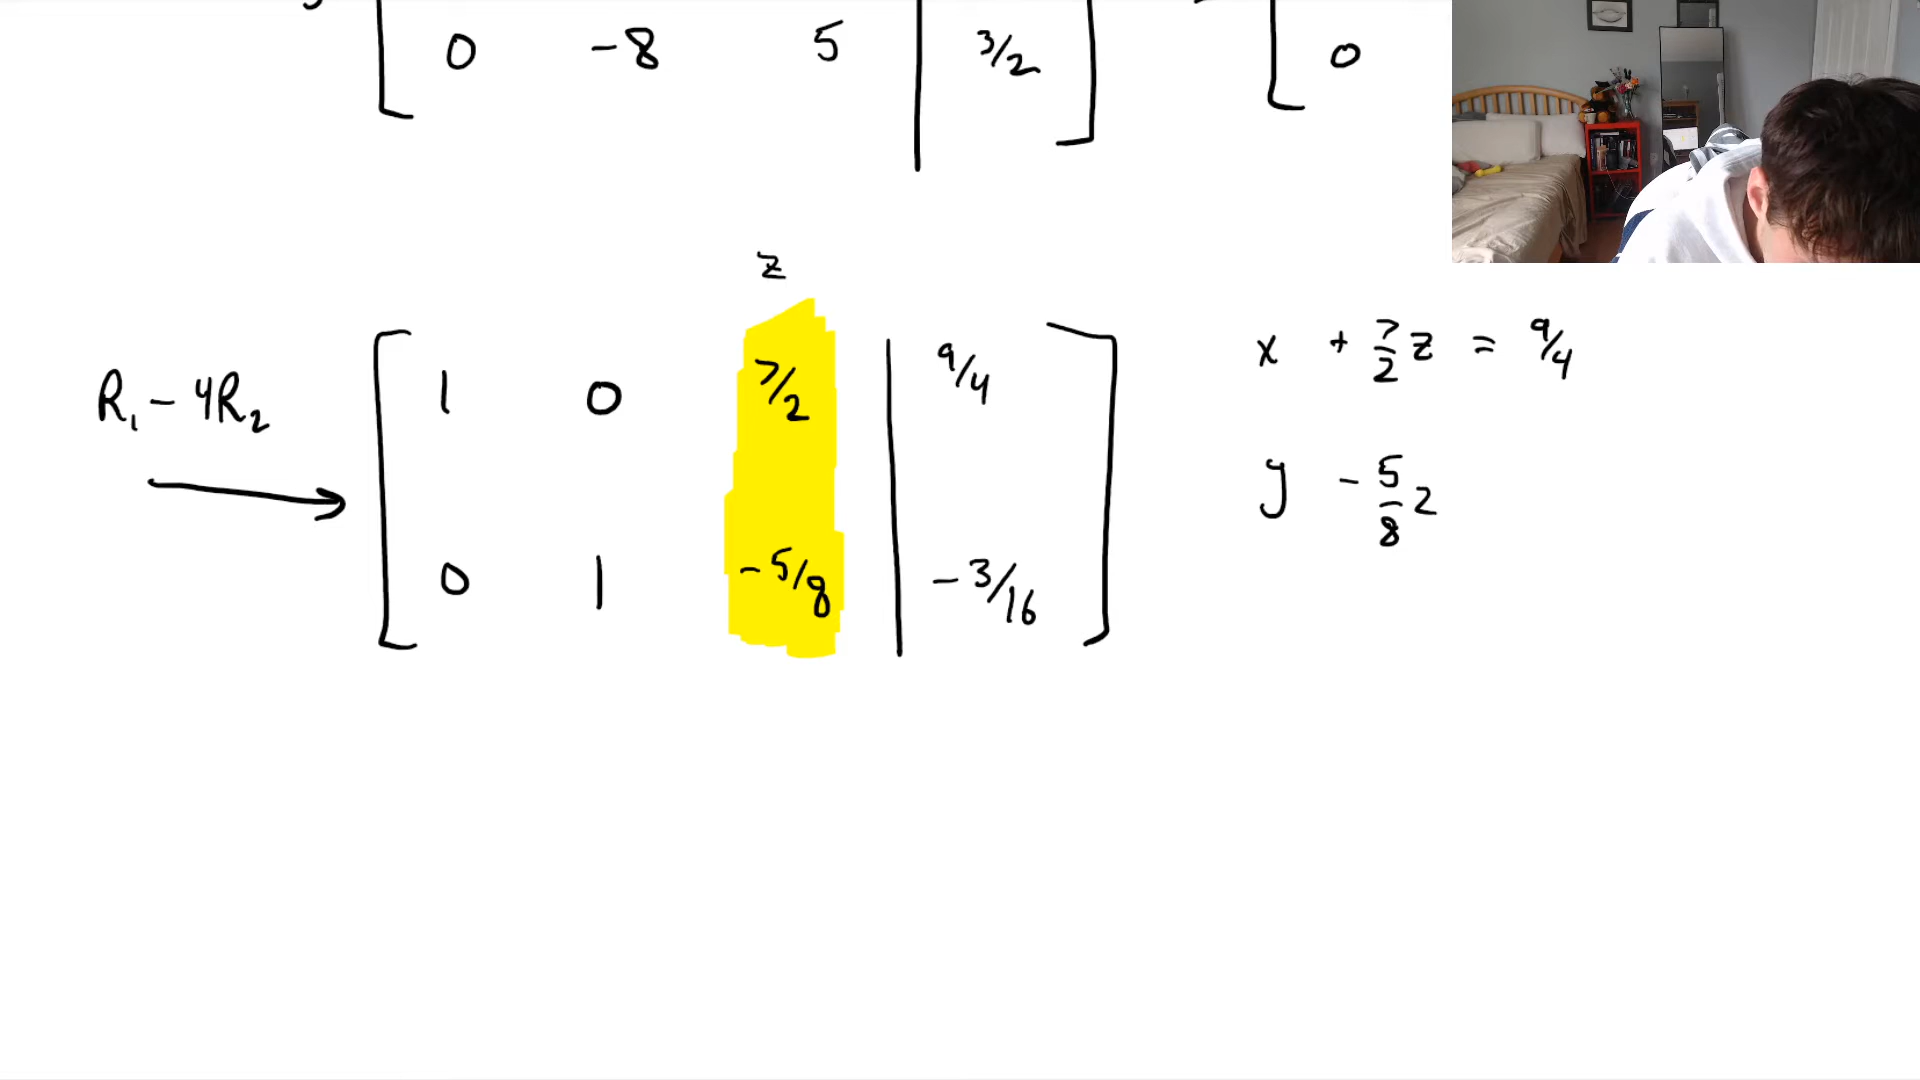 0 -8 5 3/2 0
z
R₁ - 4R₂ 1 0 7/2 9/4
0 1 -5/8 -3/16
x + 7/2 z = 9/4
y - 5/8 z